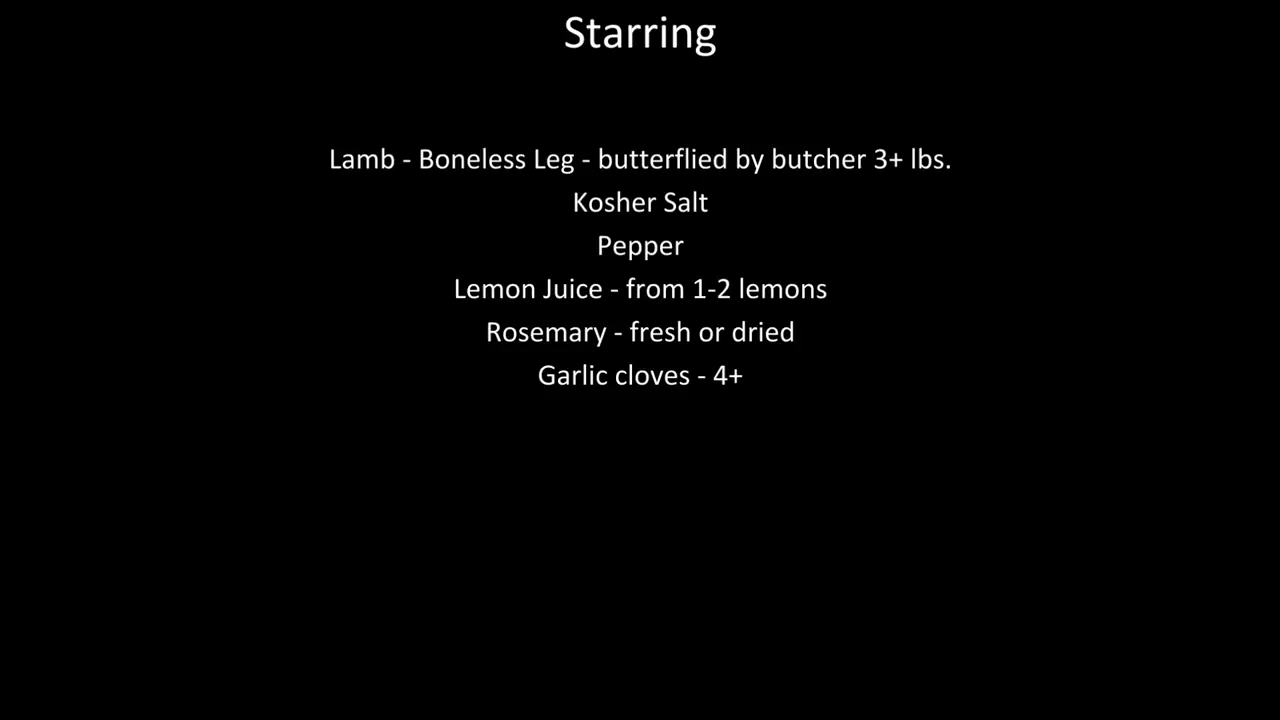 Starring
Lamb - Boneless Leg - butterflied by butcher 3+ lbs.
Kosher Salt
Pepper
Lemon Juice - from 1-2 lemons
Rosemary - fresh or dried
Garlic cloves - 4+